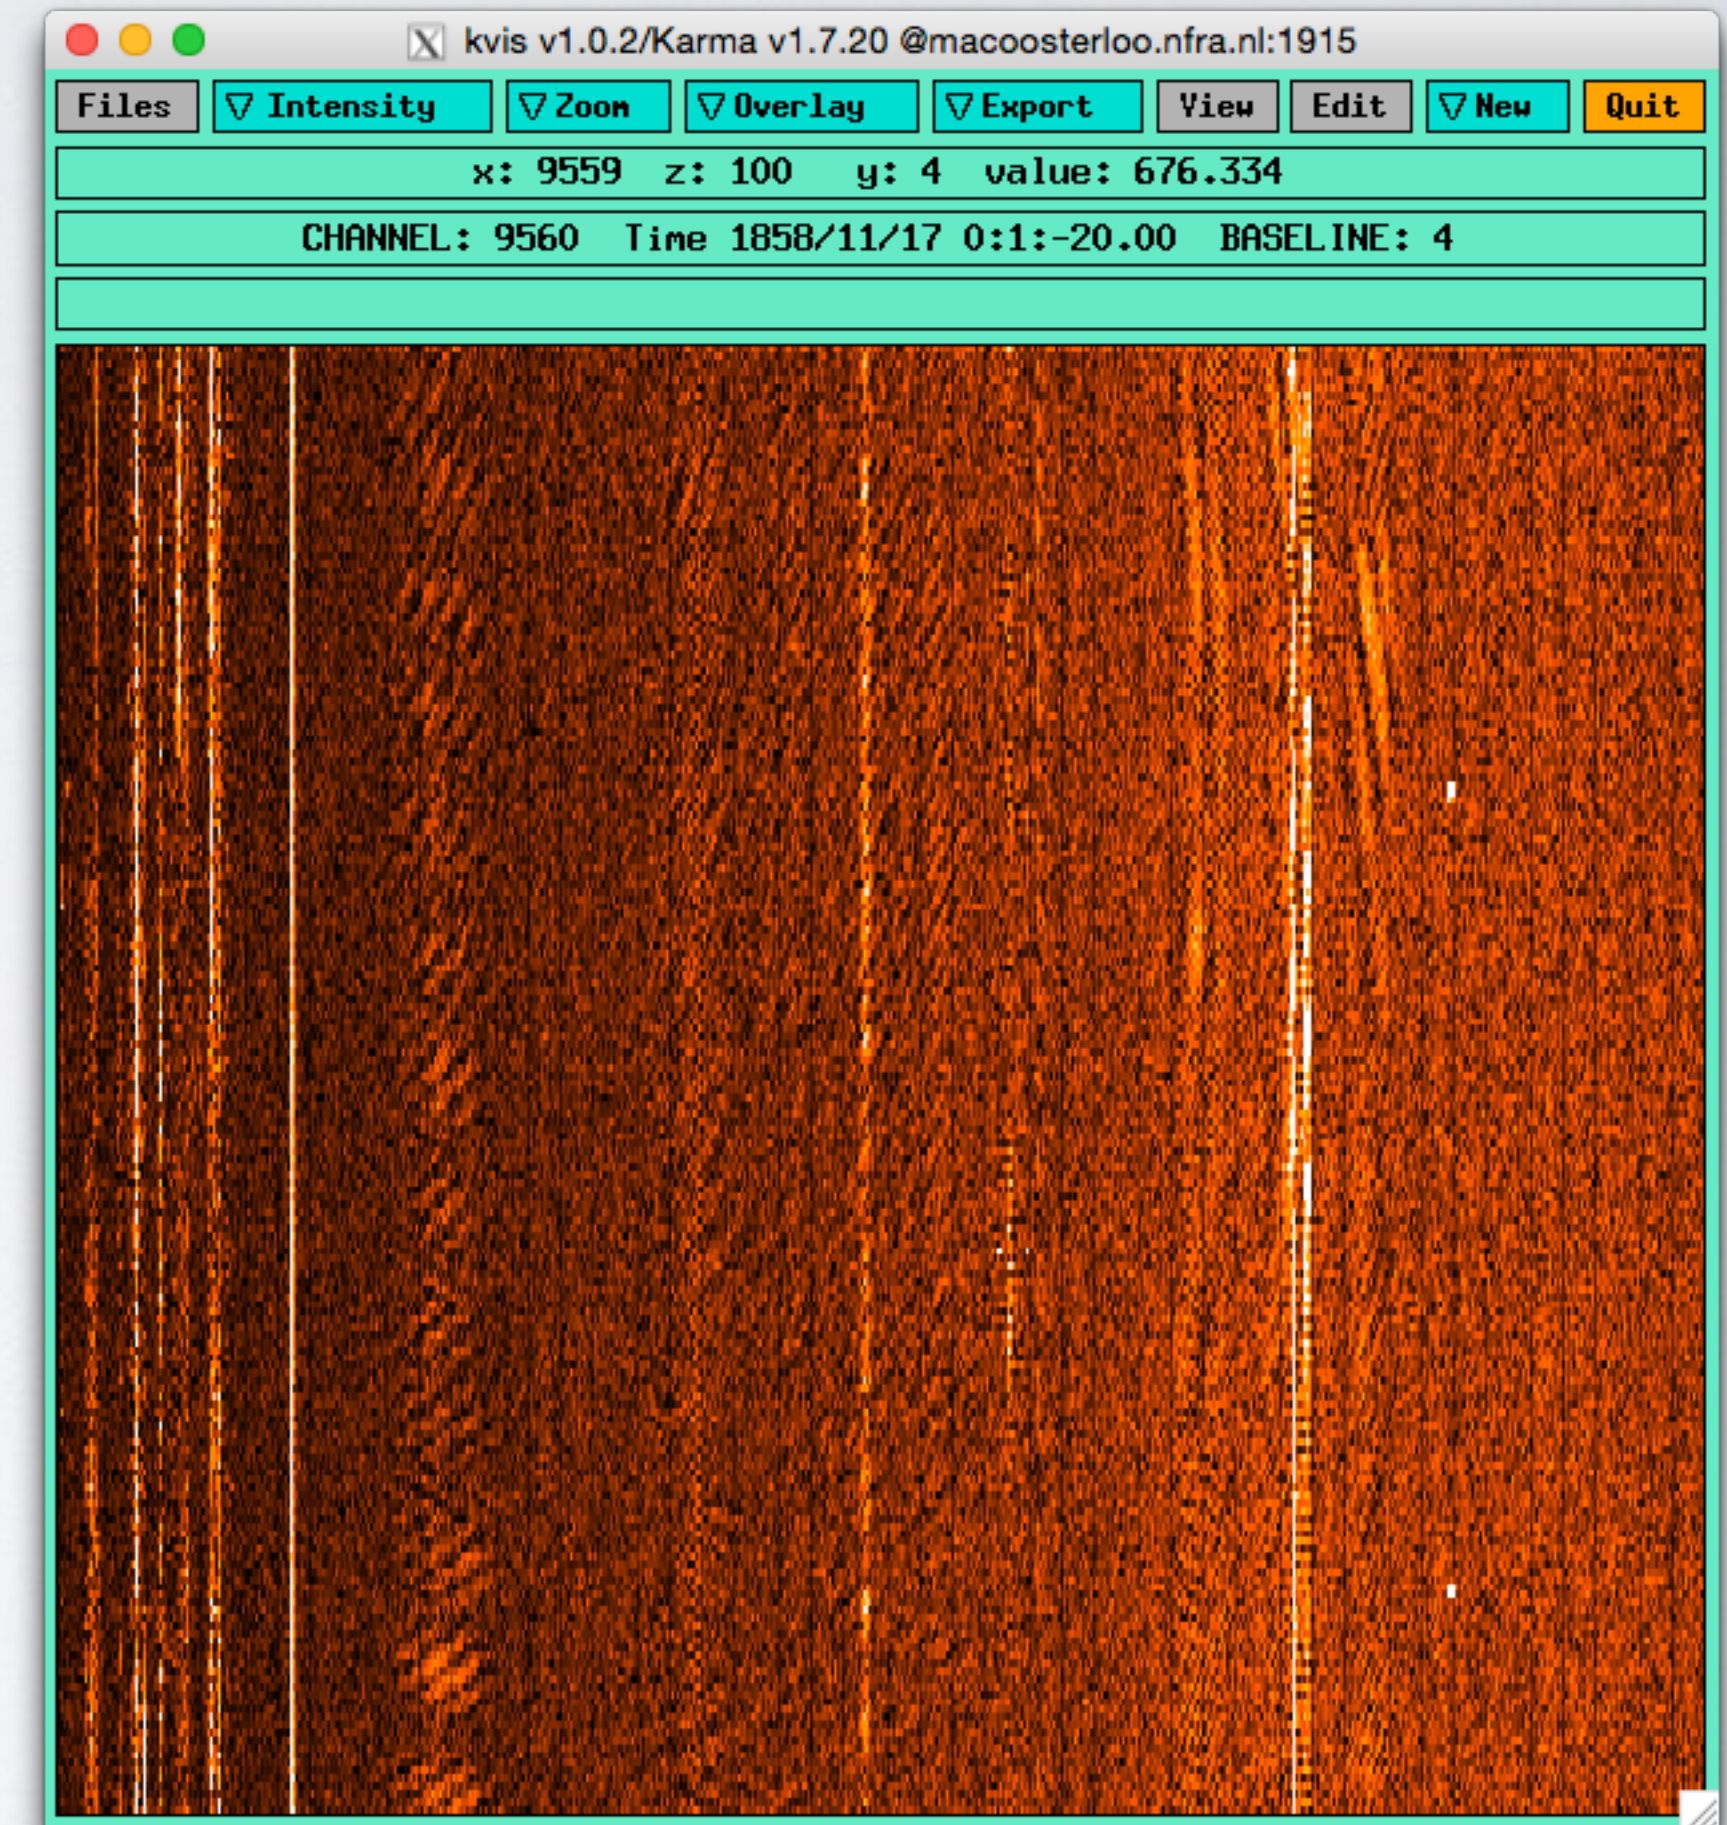 kvis v1.0.2/Karma v1.7.20 @macoosterloo.nfra.nl:1915
Files Intensity Zoom Overlay Export View Edit New Quit
x: 9559 z: 100 y: 4 value: 676.334
CHANNEL: 9560 Time 1858/11/17 0:1:-20.00 BASELINE: 4